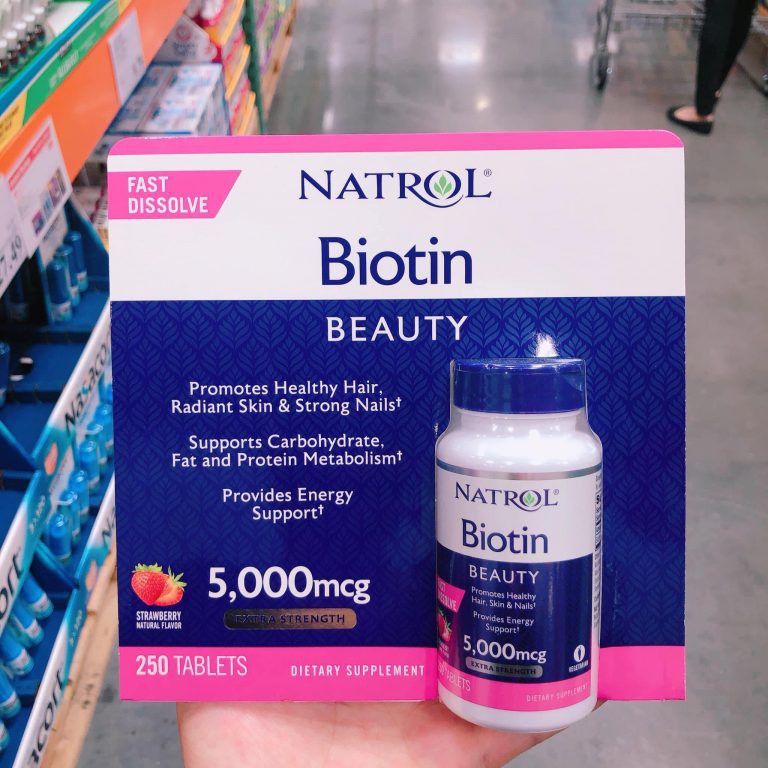 FAST
DISSOLVE
NATROL®
Biotin
BEAUTY
Promotes Healthy Hair,
Radiant Skin & Strong Nails†
Supports Carbohydrate,
Fat and Protein Metabolism†
Provides Energy
Support†
STRAWBERRY
NATURAL FLAVOR
5,000mcg
EXTRA STRENGTH
250 TABLETS
DIETARY SUPPLEMENT
NATROL®
Biotin
BEAUTY
Promotes Healthy
Hair, Skin & Nails†
Provides Energy
Support†
5,000mcg
EXTRA STRENGTH
VEGETARIAN
DIETARY SUPPLEMENT
Nasacort